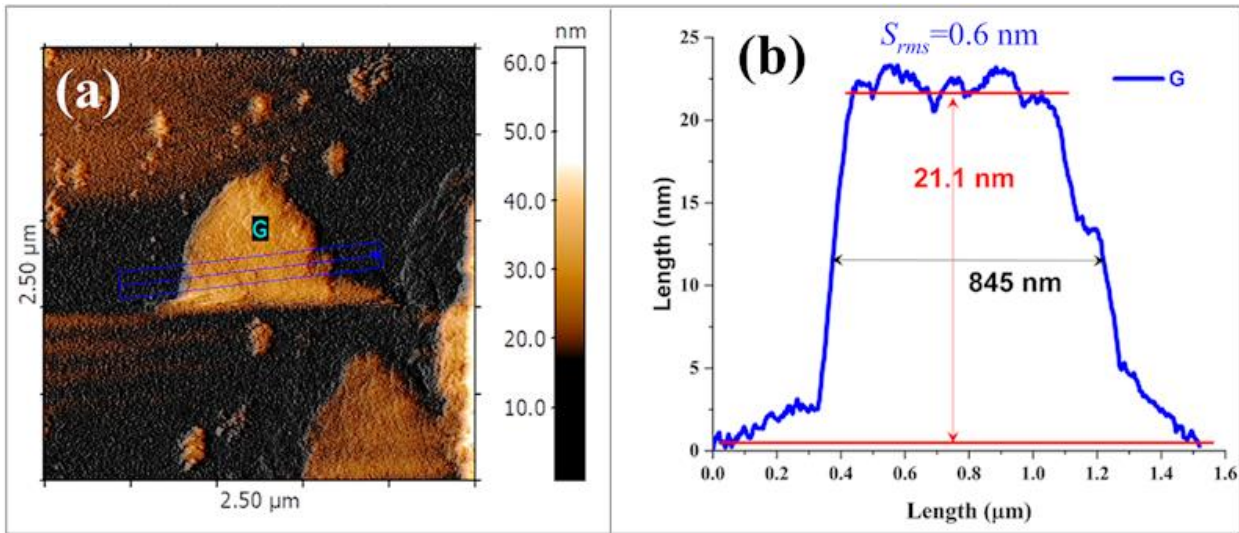 (a)
G
2.50 µm
2.50 µm
nm
60.0
50.0
40.0
30.0
20.0
10.0
(b)
S_rms=0.6 nm
G
21.1 nm
845 nm
Length (nm)
25
20
15
10
5
0
0.0 0.2 0.4 0.6 0.8 1.0 1.2 1.4 1.6
Length (µm)